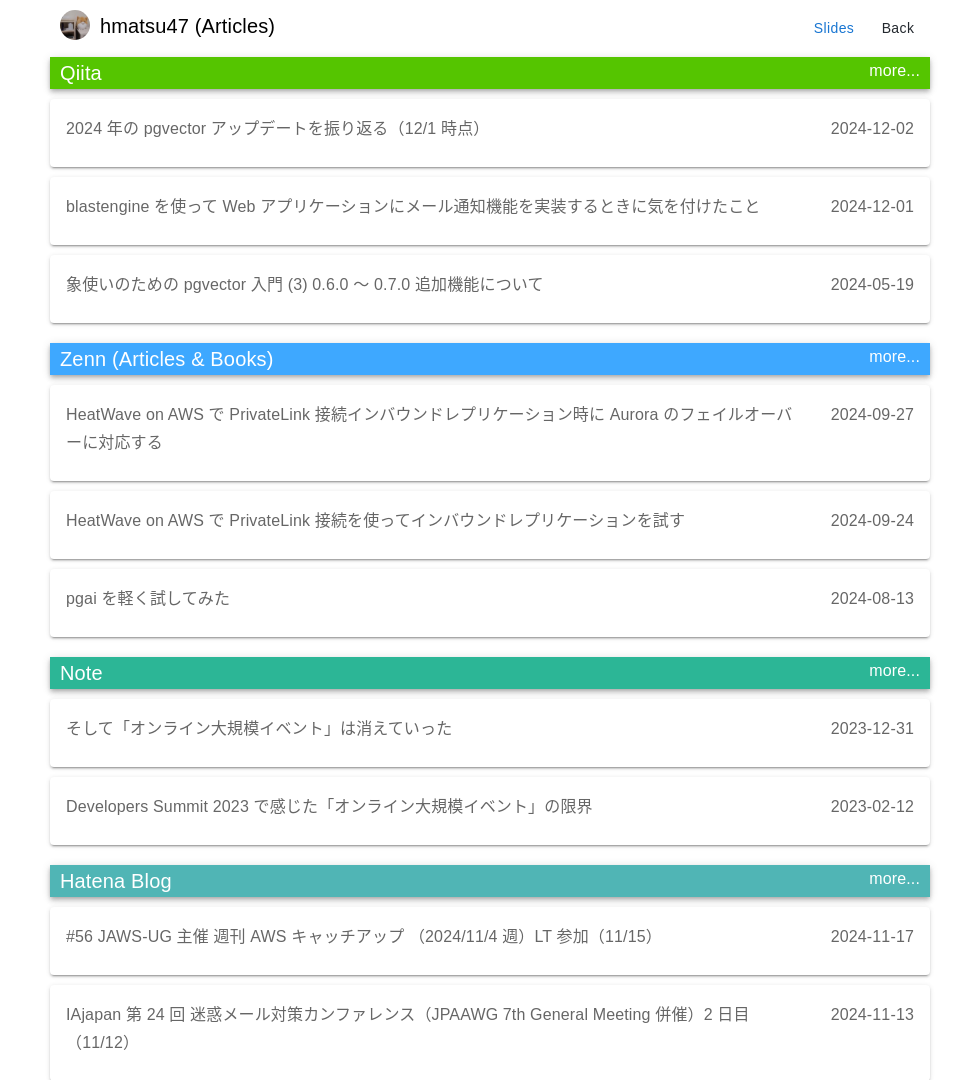 hmatsu47 (Articles)
Slides
Back
Qiita
more...
2024 年の pgvector アップデートを振り返る（12/1 時点）
2024-12-02
blastengine を使って Web アプリケーションにメール通知機能を実装するときに気を付けたこと
2024-12-01
象使いのための pgvector 入門 (3) 0.6.0 〜 0.7.0 追加機能について
2024-05-19
Zenn (Articles & Books)
more...
HeatWave on AWS で PrivateLink 接続インバウンドレプリケーション時に Aurora のフェイルオーバ
ーに対応する
2024-09-27
HeatWave on AWS で PrivateLink 接続を使ってインバウンドレプリケーションを試す
2024-09-24
pgai を軽く試してみた
2024-08-13
Note
more...
そして「オンライン大規模イベント」は消えていった
2023-12-31
Developers Summit 2023 で感じた「オンライン大規模イベント」の限界
2023-02-12
Hatena Blog
more...
#56 JAWS-UG 主催 週刊 AWS キャッチアップ （2024/11/4 週）LT 参加（11/15）
2024-11-17
IAjapan 第 24 回 迷惑メール対策カンファレンス（JPAAWG 7th General Meeting 併催）2 日目
（11/12）
2024-11-13